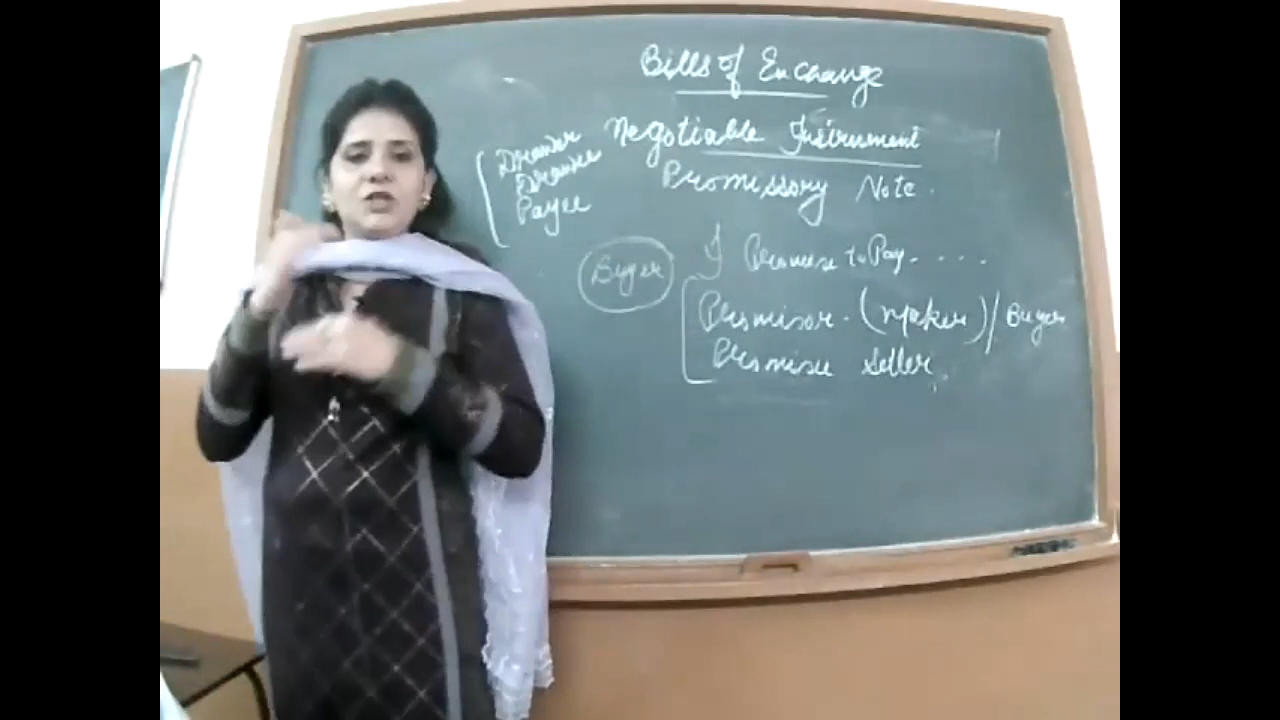 Bills of Exchange
Negotiable Instrument
Promissory Note.
Drawer
Drawee
Payee
Buyer
I Promise to Pay.....
Promisor - (Maker) / Buyer
Promisee Seller